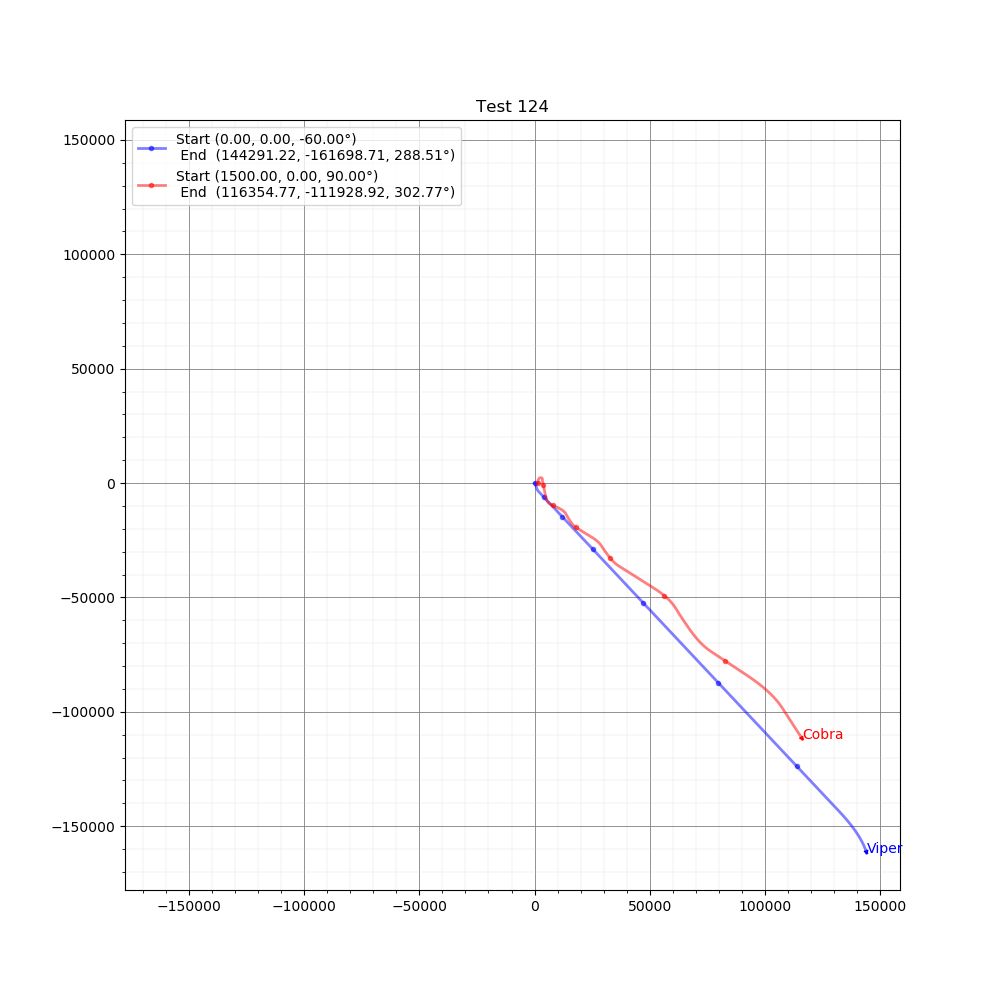 Test 124
Start (0.00, 0.00, -60.00°)
End (144291.22, -161698.71, 288.51°)
Start (1500.00, 0.00, 90.00°)
End (116354.77, -111928.92, 302.77°)
150000
100000
50000
0
−50000
−100000
−150000
Cobra
Viper
−150000 −100000 −50000 0 50000 100000 150000